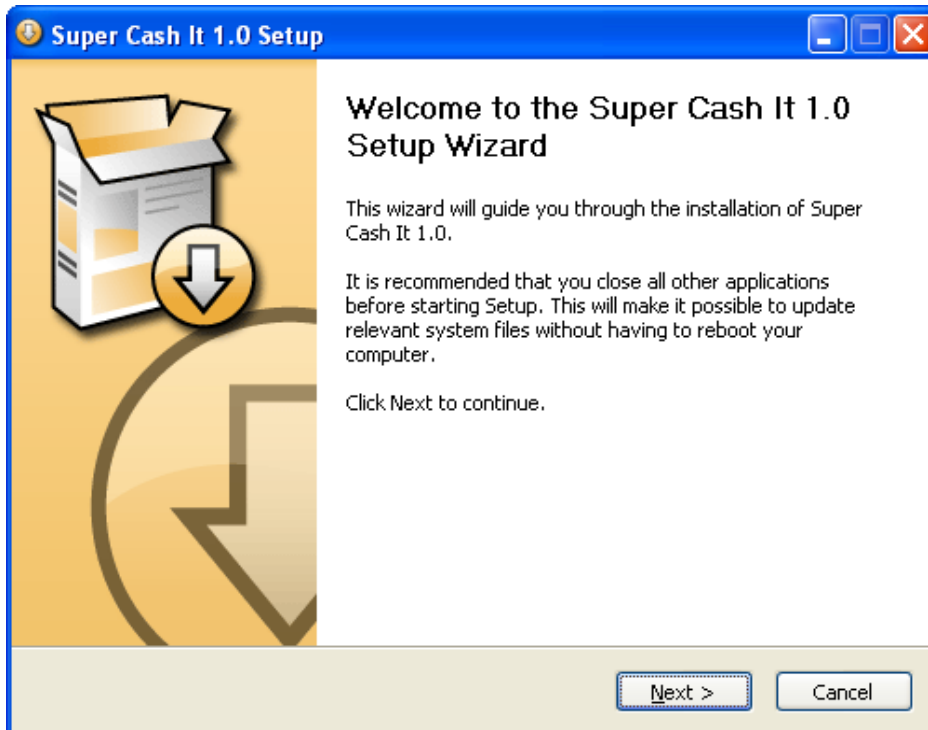 Super Cash It 1.0 Setup
Welcome to the Super Cash It 1.0
Setup Wizard
This wizard will guide you through the installation of Super
Cash It 1.0.
It is recommended that you close all other applications
before starting Setup. This will make it possible to update
relevant system files without having to reboot your
computer.
Click Next to continue.
Next >
Cancel